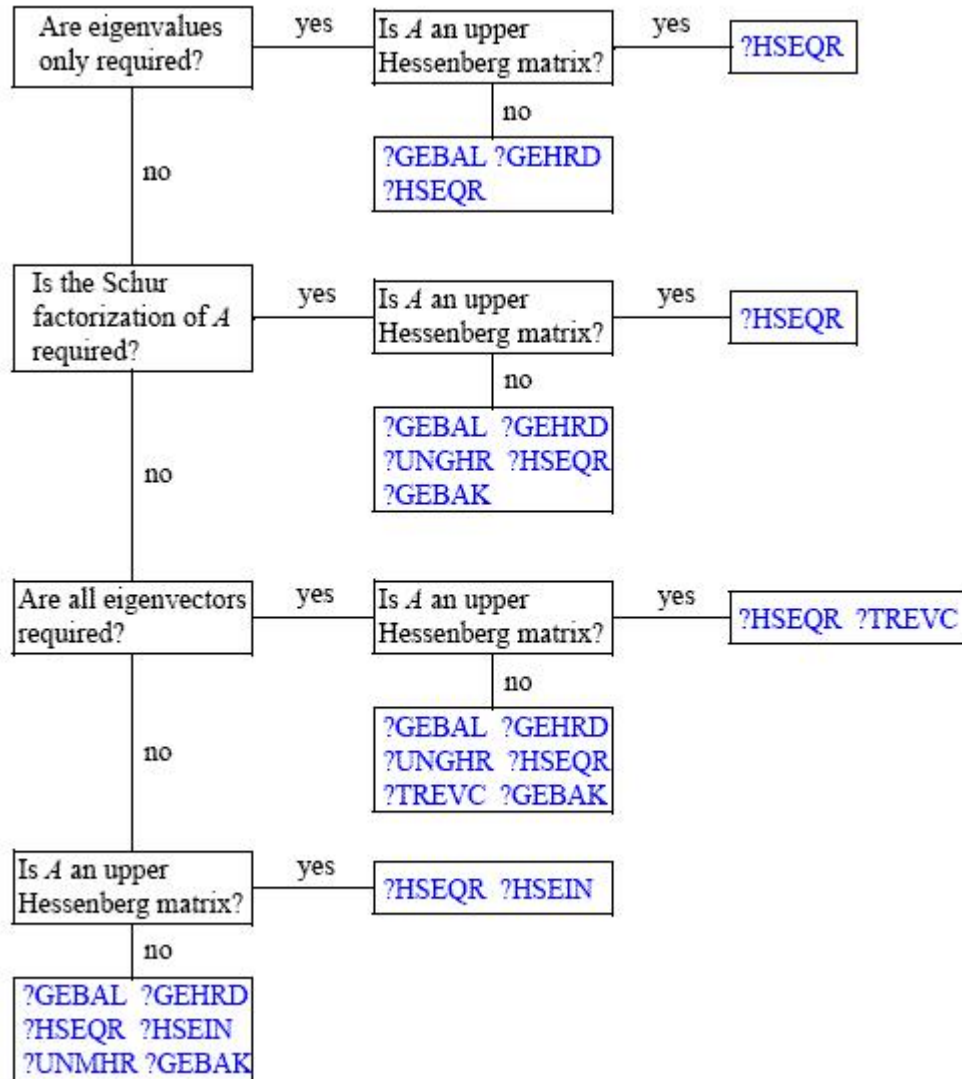 Are eigenvalues
only required?
yes
Is A an upper
Hessenberg matrix?
yes
?HSEQR
no
?GEBAL ?GEHRD
?HSEQR
no
Is the Schur
factorization of A
required?
yes
Is A an upper
Hessenberg matrix?
yes
?HSEQR
no
?GEBAL ?GEHRD
?UNGHR ?HSEQR
?GEBAK
no
Are all eigenvectors
required?
yes
Is A an upper
Hessenberg matrix?
yes
?HSEQR ?TREVC
no
?GEBAL ?GEHRD
?UNGHR ?HSEQR
?TREVC ?GEBAK
no
Is A an upper
Hessenberg matrix?
yes
?HSEQR ?HSEIN
no
?GEBAL ?GEHRD
?HSEQR ?HSEIN
?UNMHR ?GEBAK